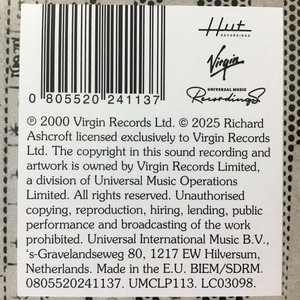 Hut
RECORDINGS
Virgin
UNIVERSAL MUSIC
Recordings
0 805520 241137
℗ 2000 Virgin Records Ltd. © 2025 Richard
Ashcroft licensed exclusively to Virgin Records
Ltd. The copyright in this sound recording and
artwork is owned by Virgin Records Limited,
a division of Universal Music Operations
Limited. All rights reserved. Unauthorised
copying, reproduction, hiring, lending, public
performance and broadcasting of the work
prohibited. Universal International Music B.V.,
's-Gravelandseweg 80, 1217 EW Hilversum,
Netherlands. Made in the E.U. BIEM/SDRM.
0805520241137. UMCLP113. LC03098.